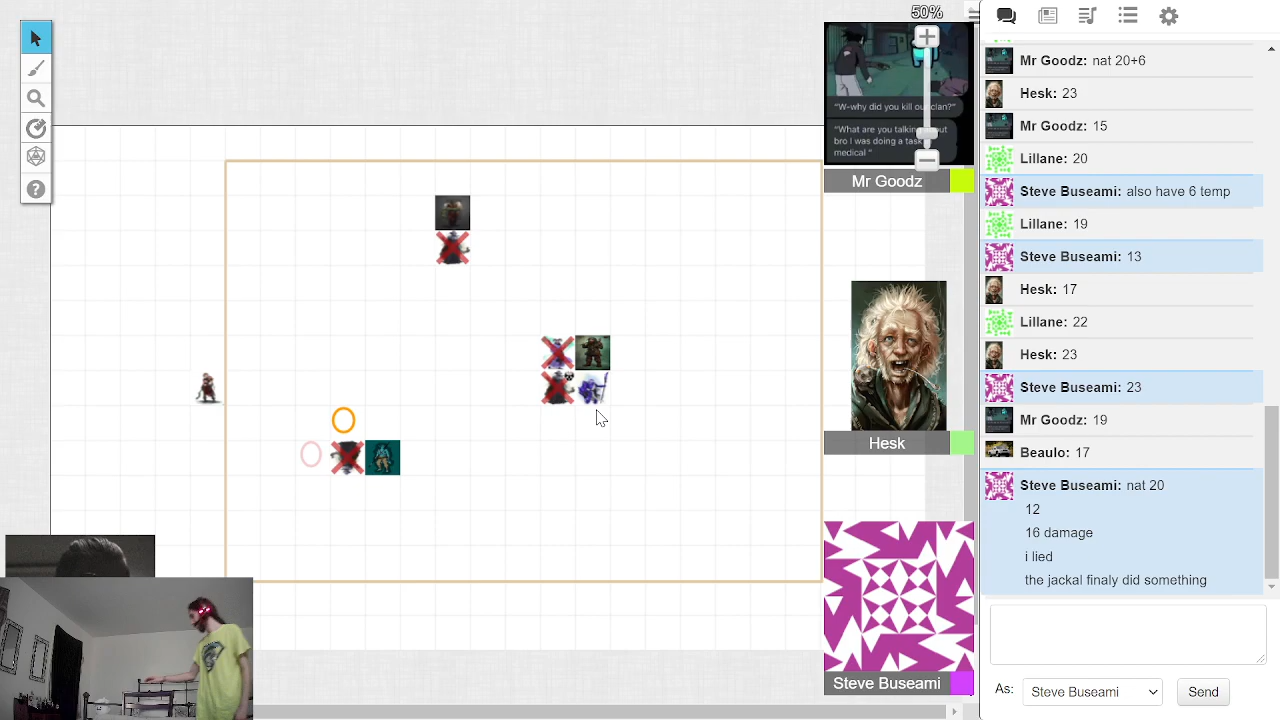 50%
"W-why did you kill our clan?"
"What are you talking about
bro I was doing a task
medical "
Mr Goodz
Hesk
Steve Buseami
Mr Goodz: nat 20+6
Hesk: 23
Mr Goodz: 15
Lillane: 20
Steve Buseami: also have 6 temp
Lillane: 19
Steve Buseami: 13
Hesk: 17
Lillane: 22
Hesk: 23
Steve Buseami: 23
Mr Goodz: 19
Beaulo: 17
Steve Buseami: nat 20
12
16 damage
i lied
the jackal finaly did something
As:
Steve Buseami
Send